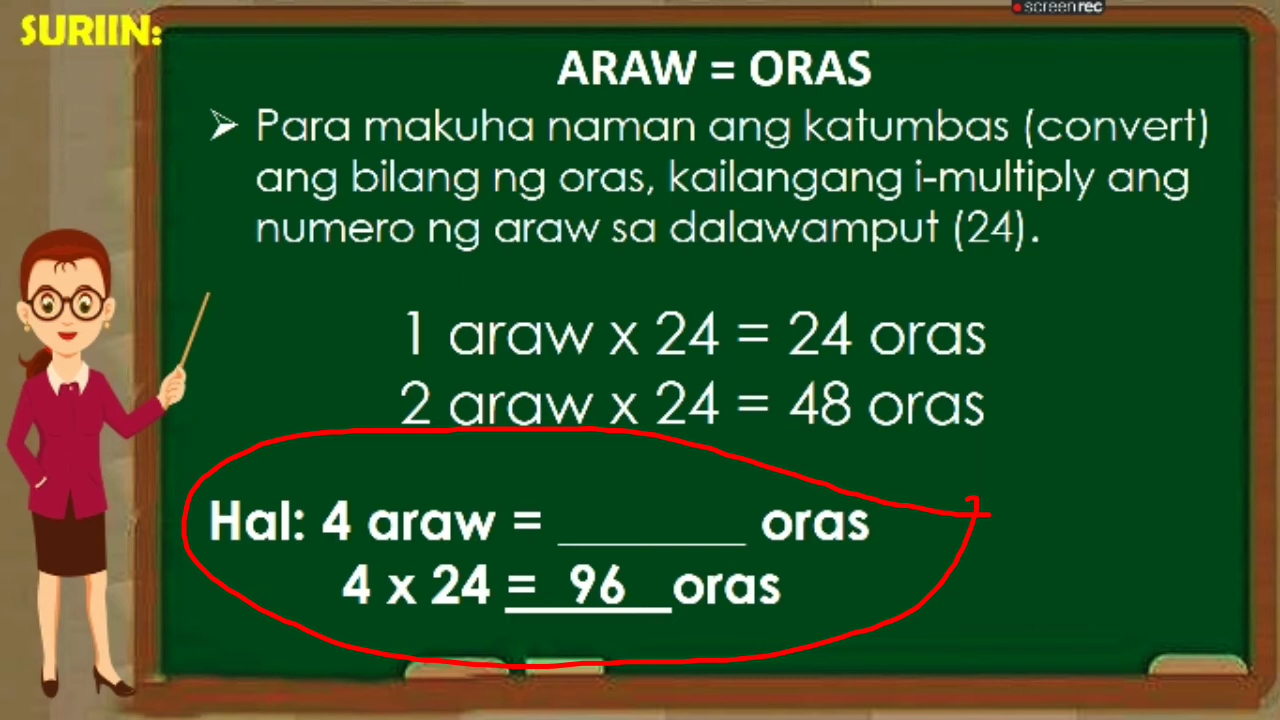 screenrec
SURIIN:
ARAW = ORAS
➢ Para makuha naman ang katumbas (convert)
ang bilang ng oras, kailangang i-multiply ang
numero ng araw sa dalawamput (24).
1 araw x 24 = 24 oras
2 araw x 24 = 48 oras
Hal: 4 araw = _______ oras
4 x 24 = 96 oras